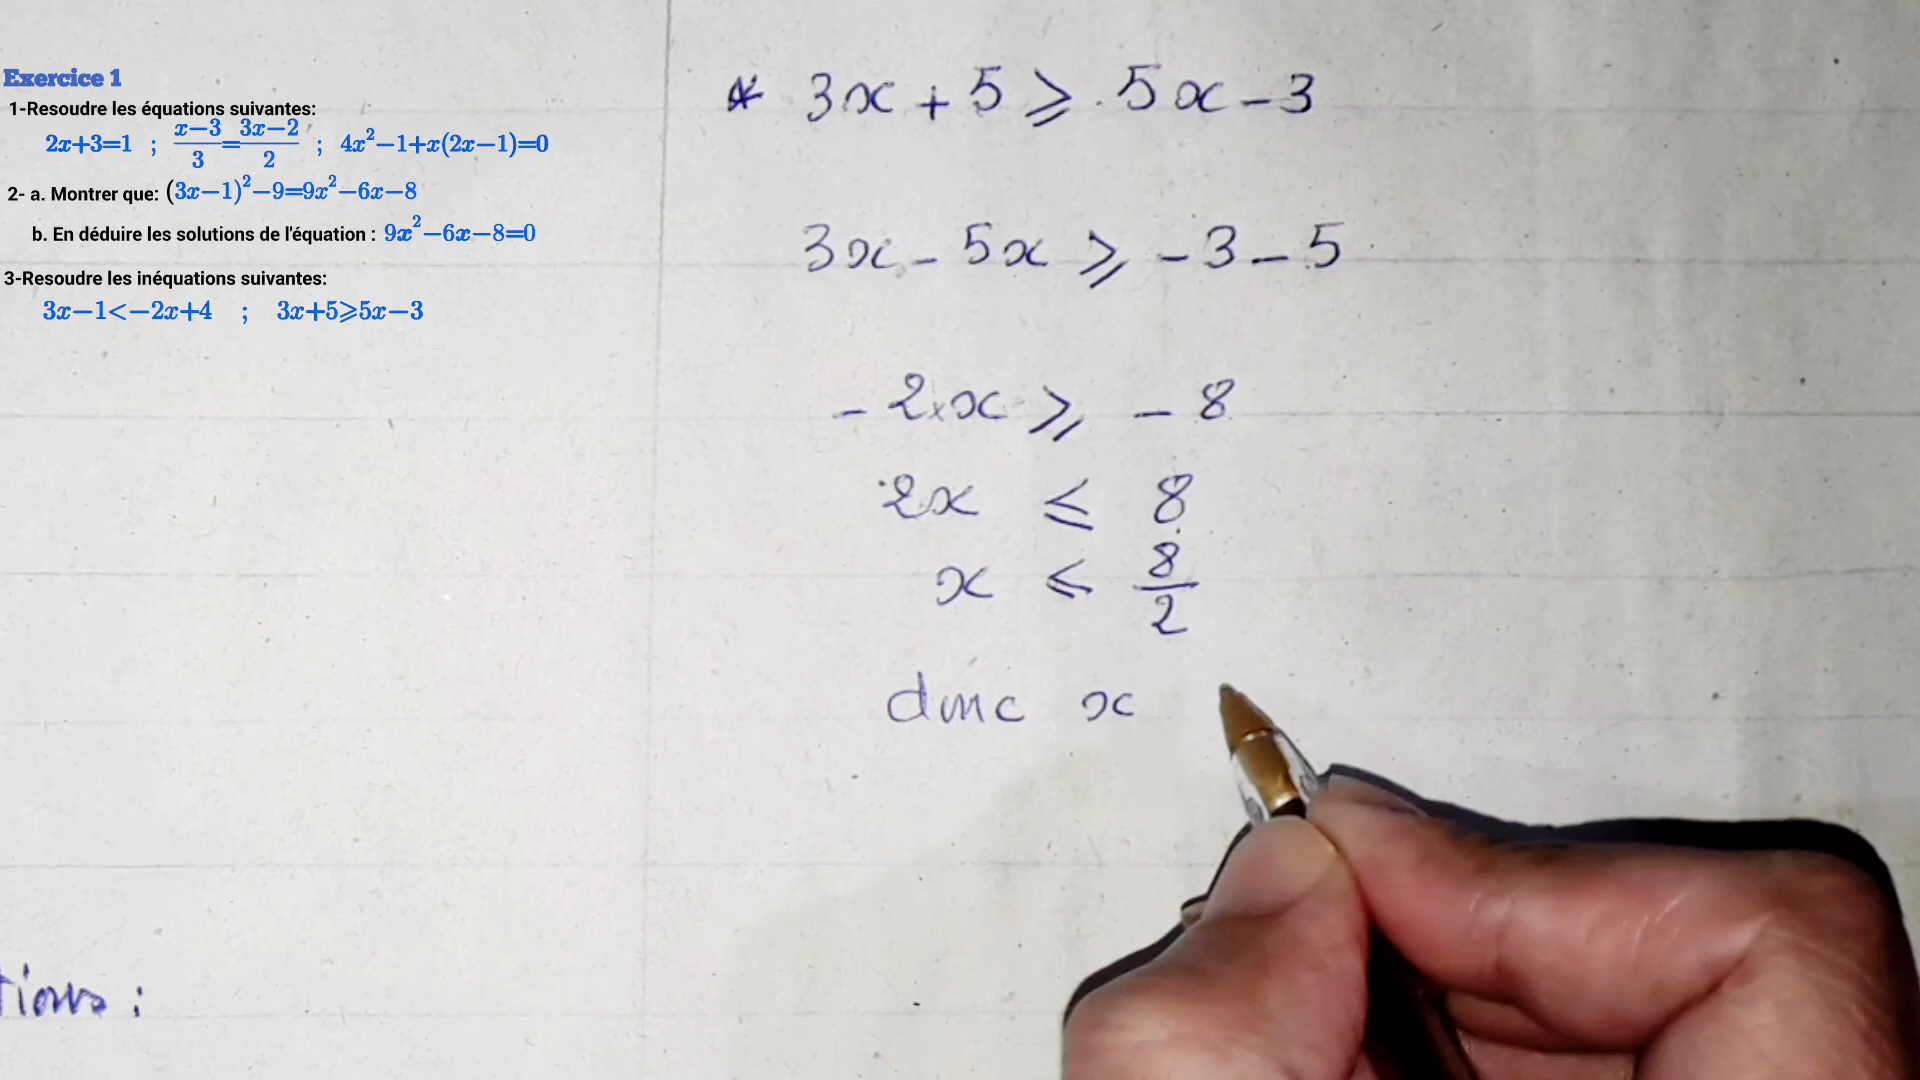 Exercice 1
1-Resoudre les équations suivantes:
2x+3=1 ; \frac{x-3}{3}=\frac{3x-2}{2} ; 4x²-1+x(2x-1)=0
2- a. Montrer que: (3x-1)²-9=9x²-6x-8
b. En déduire les solutions de l'équation : 9x²-6x-8=0
3-Resoudre les inéquations suivantes:
3x-1<-2x+4 ; 3x+5⩾5x-3
* 3x + 5 ⩾ 5x - 3
3x - 5x ⩾ - 3 - 5
- 2x ⩾ - 8
2x ⩽ 8
x ⩽ \frac{8}{2}
donc x
tions :